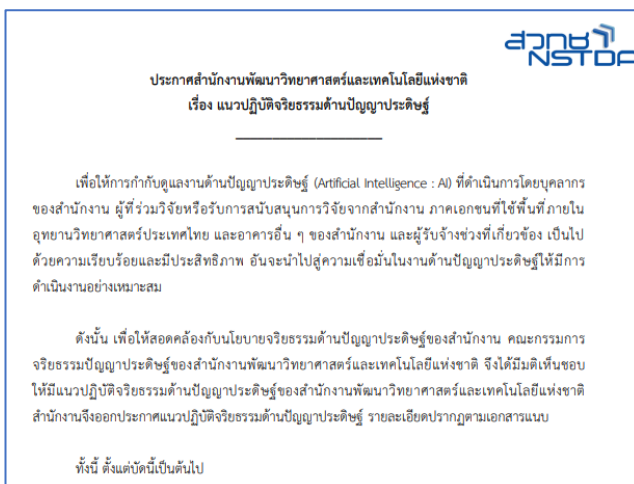 สวทช
NSTDA
ประกาศสำนักงานพัฒนาวิทยาศาสตร์และเทคโนโลยีแห่งชาติ
เรื่อง แนวปฏิบัติจริยธรรมด้านปัญญาประดิษฐ์
เพื่อให้การกำกับดูแลงานด้านปัญญาประดิษฐ์ (Artificial Intelligence : AI) ที่ดำเนินการโดยบุคลากร
ของสำนักงาน ผู้ที่ร่วมวิจัยหรือรับการสนับสนุนการวิจัยจากสำนักงาน ภาคเอกชนที่ใช้พื้นที่ภายใน
อุทยานวิทยาศาสตร์ประเทศไทย และอาคารอื่น ๆ ของสำนักงาน และผู้รับจ้างช่วงที่เกี่ยวข้อง เป็นไป
ด้วยความเรียบร้อยและมีประสิทธิภาพ อันจะนำไปสู่ความเชื่อมั่นในงานด้านปัญญาประดิษฐ์ให้มีการ
ดำเนินงานอย่างเหมาะสม
ดังนั้น เพื่อให้สอดคล้องกับนโยบายจริยธรรมด้านปัญญาประดิษฐ์ของสำนักงาน คณะกรรมการ
จริยธรรมปัญญาประดิษฐ์ของสำนักงานพัฒนาวิทยาศาสตร์และเทคโนโลยีแห่งชาติ จึงได้มีมติเห็นชอบ
ให้มีแนวปฏิบัติจริยธรรมด้านปัญญาประดิษฐ์ของสำนักงานพัฒนาวิทยาศาสตร์และเทคโนโลยีแห่งชาติ
สำนักงานจึงออกประกาศแนวปฏิบัติจริยธรรมด้านปัญญาประดิษฐ์ รายละเอียดปรากฏตามเอกสารแนบ
ทั้งนี้ ตั้งแต่บัดนี้เป็นต้นไป